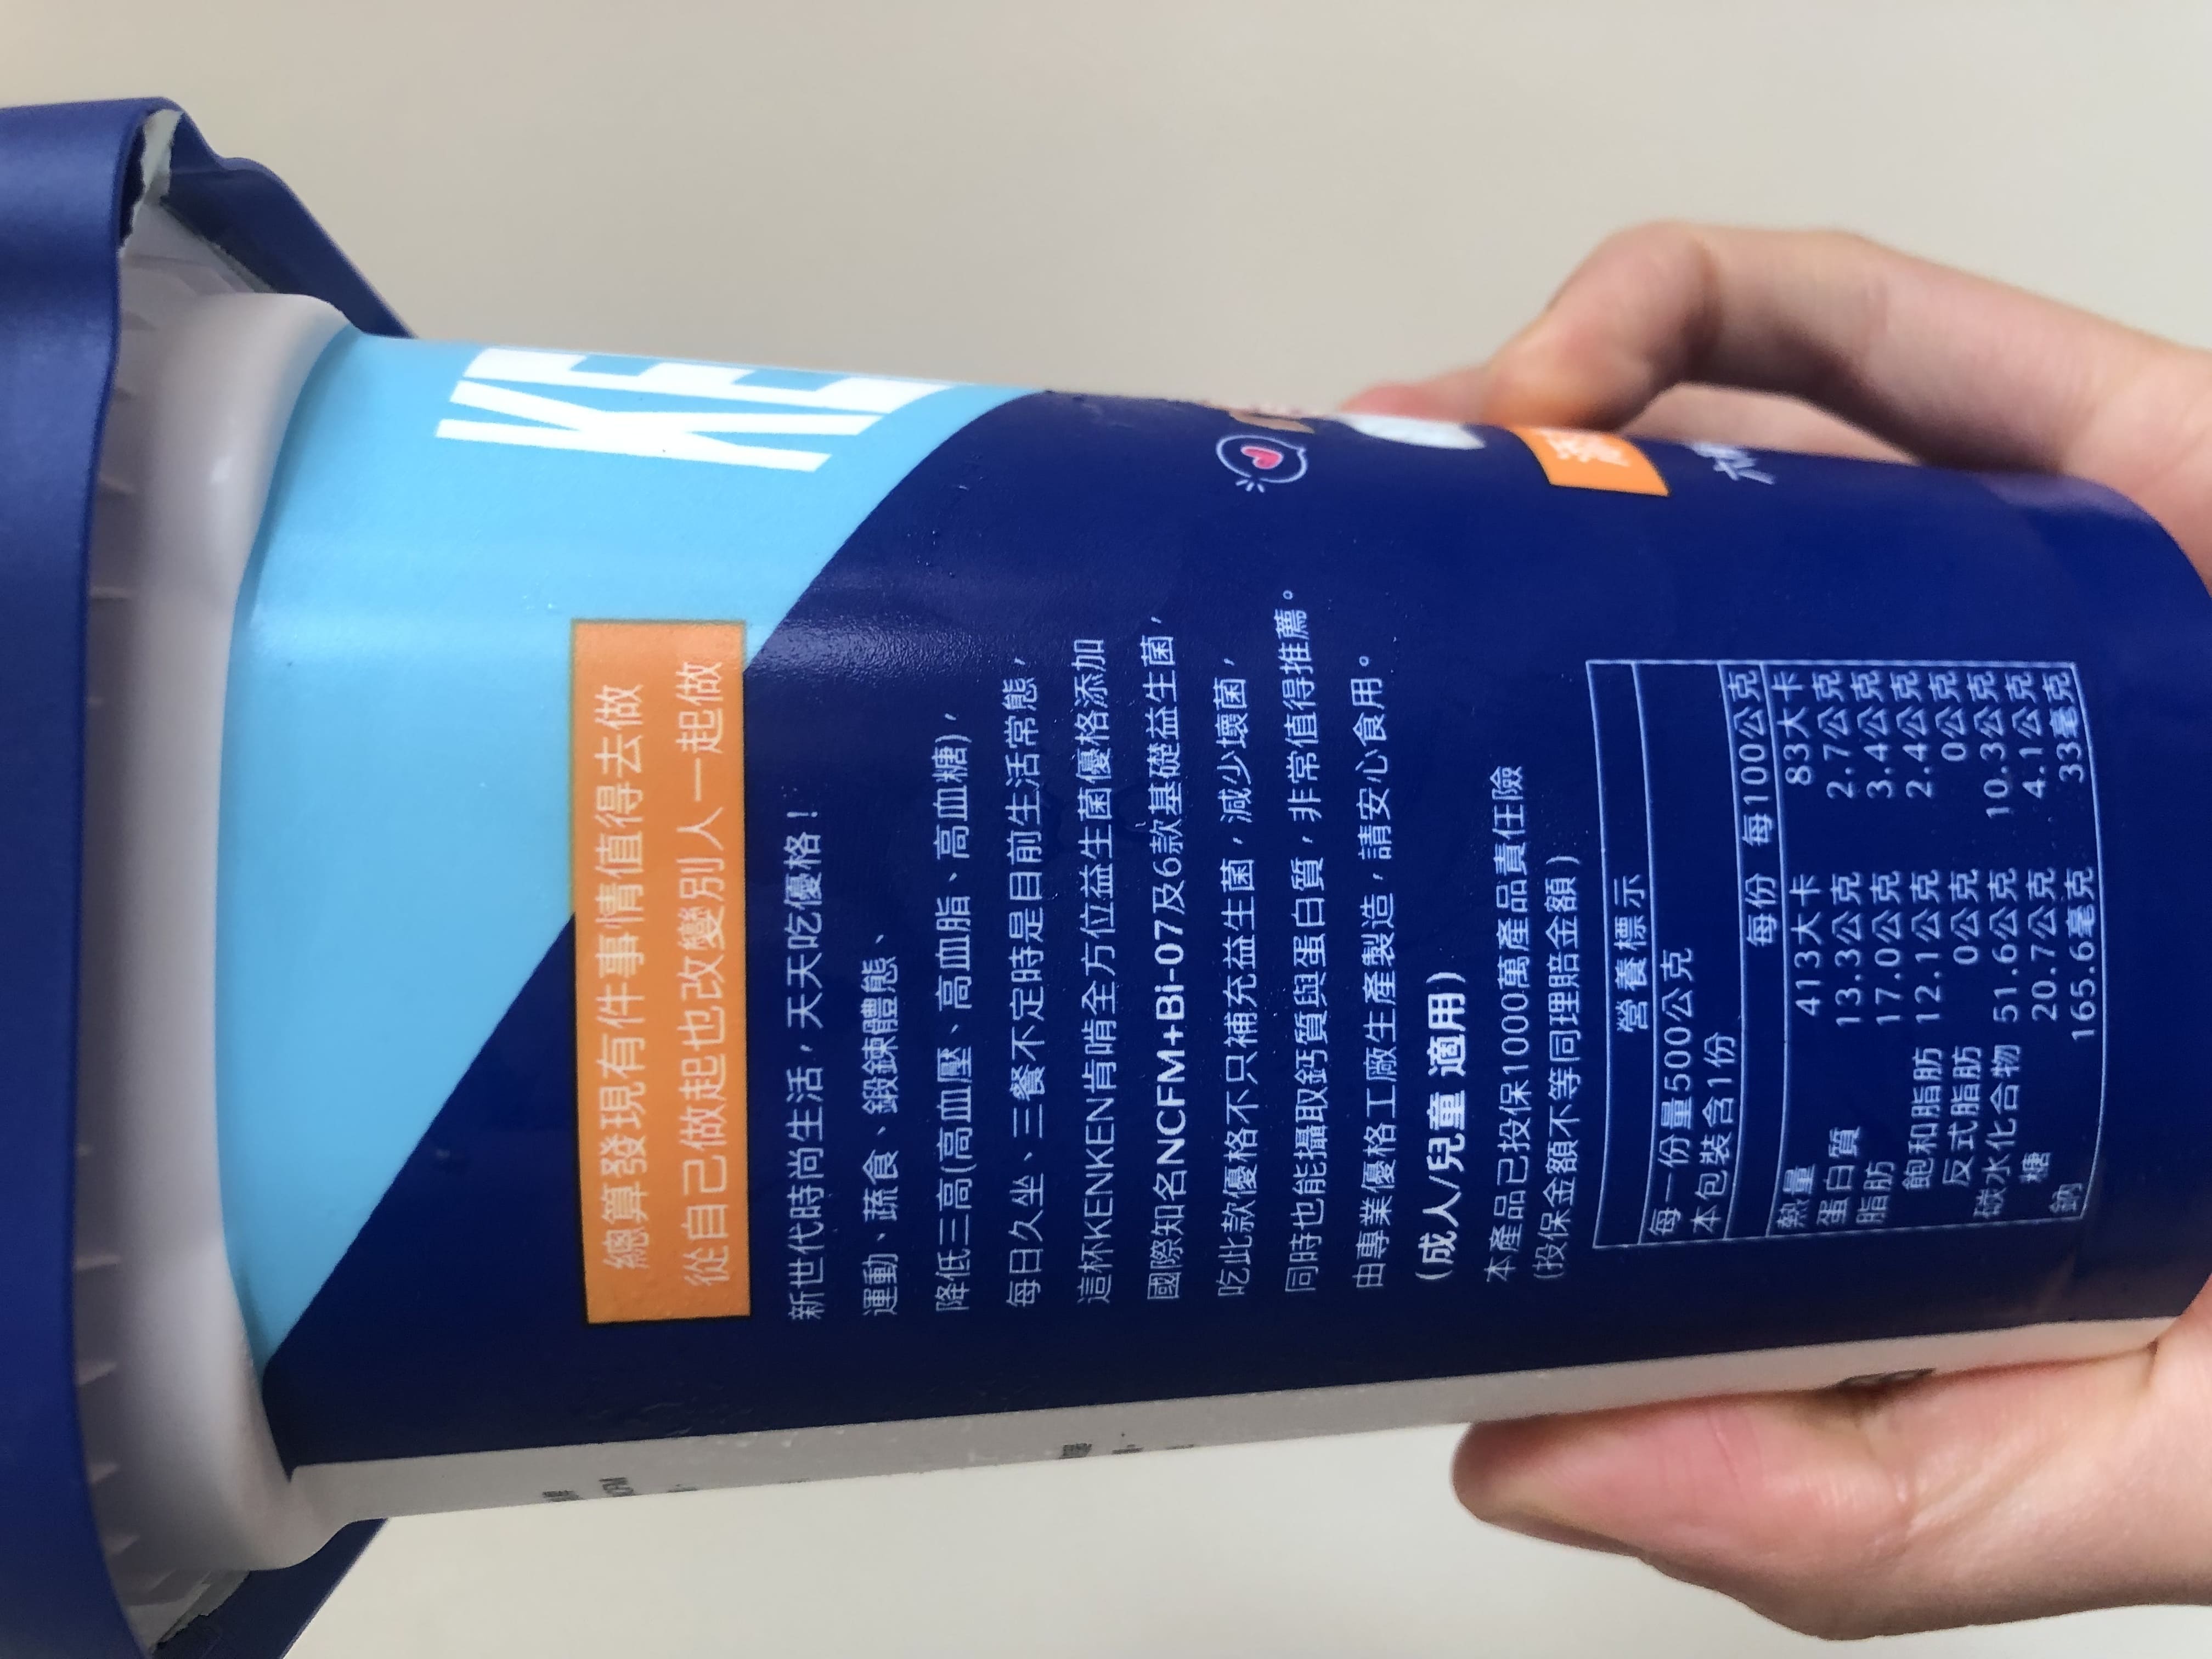 KE
總算發現有件事情值得去做
從自己做起也改變別人一起做
新世代時尚生活，天天吃優格！
運動、蔬食、鍛鍊體態、
降低三高(高血壓、高血脂、高血糖)，
每日久坐、三餐不定時是目前生活常態，
這杯KENKEN肯啃全方位益生菌優格添加
國際知名NCFM+Bi-07及6款基礎益生菌，
吃此款優格不只補充益生菌，減少壞菌，
同時也能攝取鈣質與蛋白質，非常值得推薦。
由專業優格工廠生產製造，請安心食用。
(成人/兒童 適用)
本產品已投保1000萬產品責任險
(投保金額不等同理賠金額)
營養標示
每一份量500公克
本包裝含1份
每份 每100公克
熱量 413大卡 83大卡
蛋白質 13.3公克 2.7公克
脂肪 17.0公克 3.4公克
飽和脂肪 12.1公克 2.4公克
反式脂肪 0公克 0公克
碳水化合物 51.6公克 10.3公克
糖 20.7公克 4.1公克
鈉 165.6毫克 33毫克